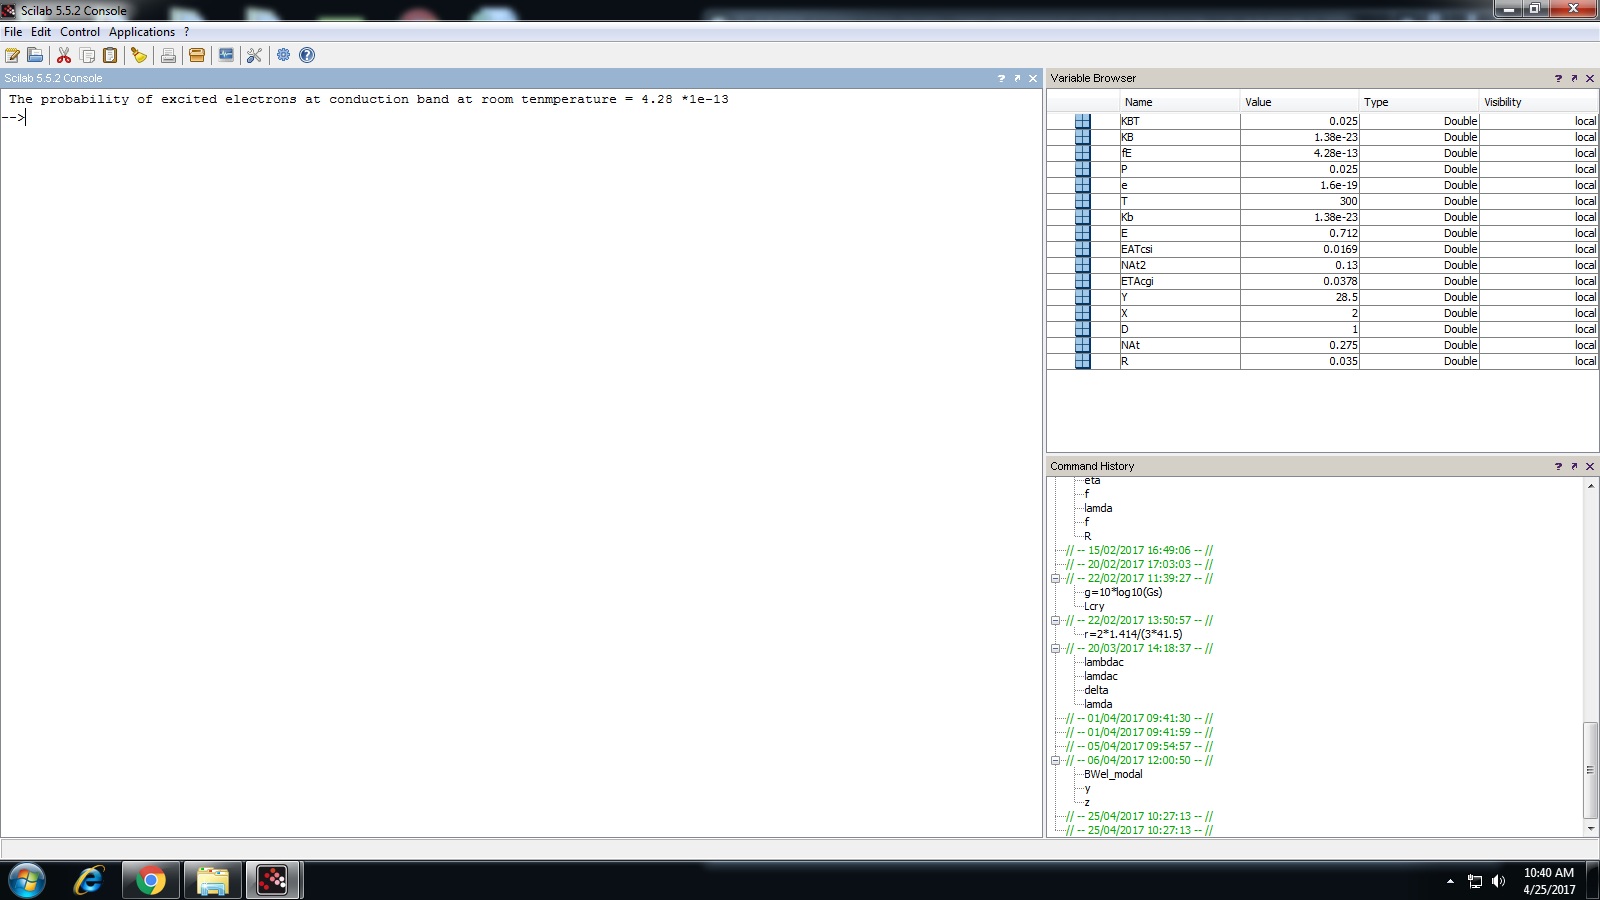 Scilab 5.5.2 Console
File Edit Control Applications ?
Scilab 5.5.2 Console
The probability of excited electrons at conduction band at room tenmperature = 4.28 *1e-13
-->
Variable Browser
Name Value Type Visibility
KBT 0.025 Double local
KB 1.38e-23 Double local
fE 4.28e-13 Double local
P 0.025 Double local
e 1.6e-19 Double local
T 300 Double local
Kb 1.38e-23 Double local
E 0.712 Double local
EATcsi 0.0169 Double local
NAt2 0.13 Double local
ETAcgi 0.0378 Double local
Y 28.5 Double local
X 2 Double local
D 1 Double local
NAt 0.275 Double local
R 0.035 Double local
Command History
eta
f
lamda
f
R
// -- 15/02/2017 16:49:06 -- //
// -- 20/02/2017 17:03:03 -- //
// -- 22/02/2017 11:39:27 -- //
g=10*log10(Gs)
Lcry
// -- 22/02/2017 13:50:57 -- //
r=2*1.414/(3*41.5)
// -- 20/03/2017 14:18:37 -- //
lambdac
lamdac
delta
lamda
// -- 01/04/2017 09:41:30 -- //
// -- 01/04/2017 09:41:59 -- //
// -- 05/04/2017 09:54:57 -- //
// -- 06/04/2017 12:00:50 -- //
BWel_modal
y
z
// -- 25/04/2017 10:27:13 -- //
// -- 25/04/2017 10:27:13 -- //
10:40 AM
4/25/2017